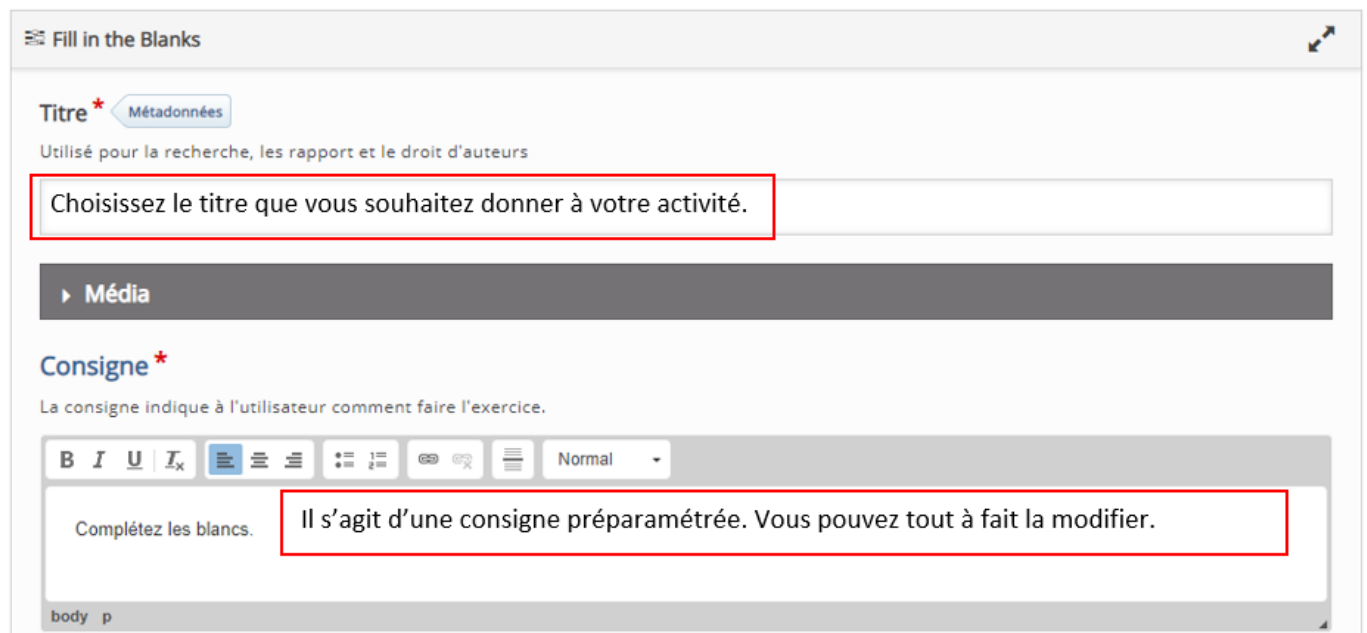 Fill in the Blanks
Titre * Métadonnées
Utilisé pour la recherche, les rapport et le droit d'auteurs
Choisissez le titre que vous souhaitez donner à votre activité.
Média
Consigne *
La consigne indique à l'utilisateur comment faire l'exercice.
B I U Ix Normal
Complétez les blancs. Il s’agit d’une consigne préparamétrée. Vous pouvez tout à fait la modifier.
body p